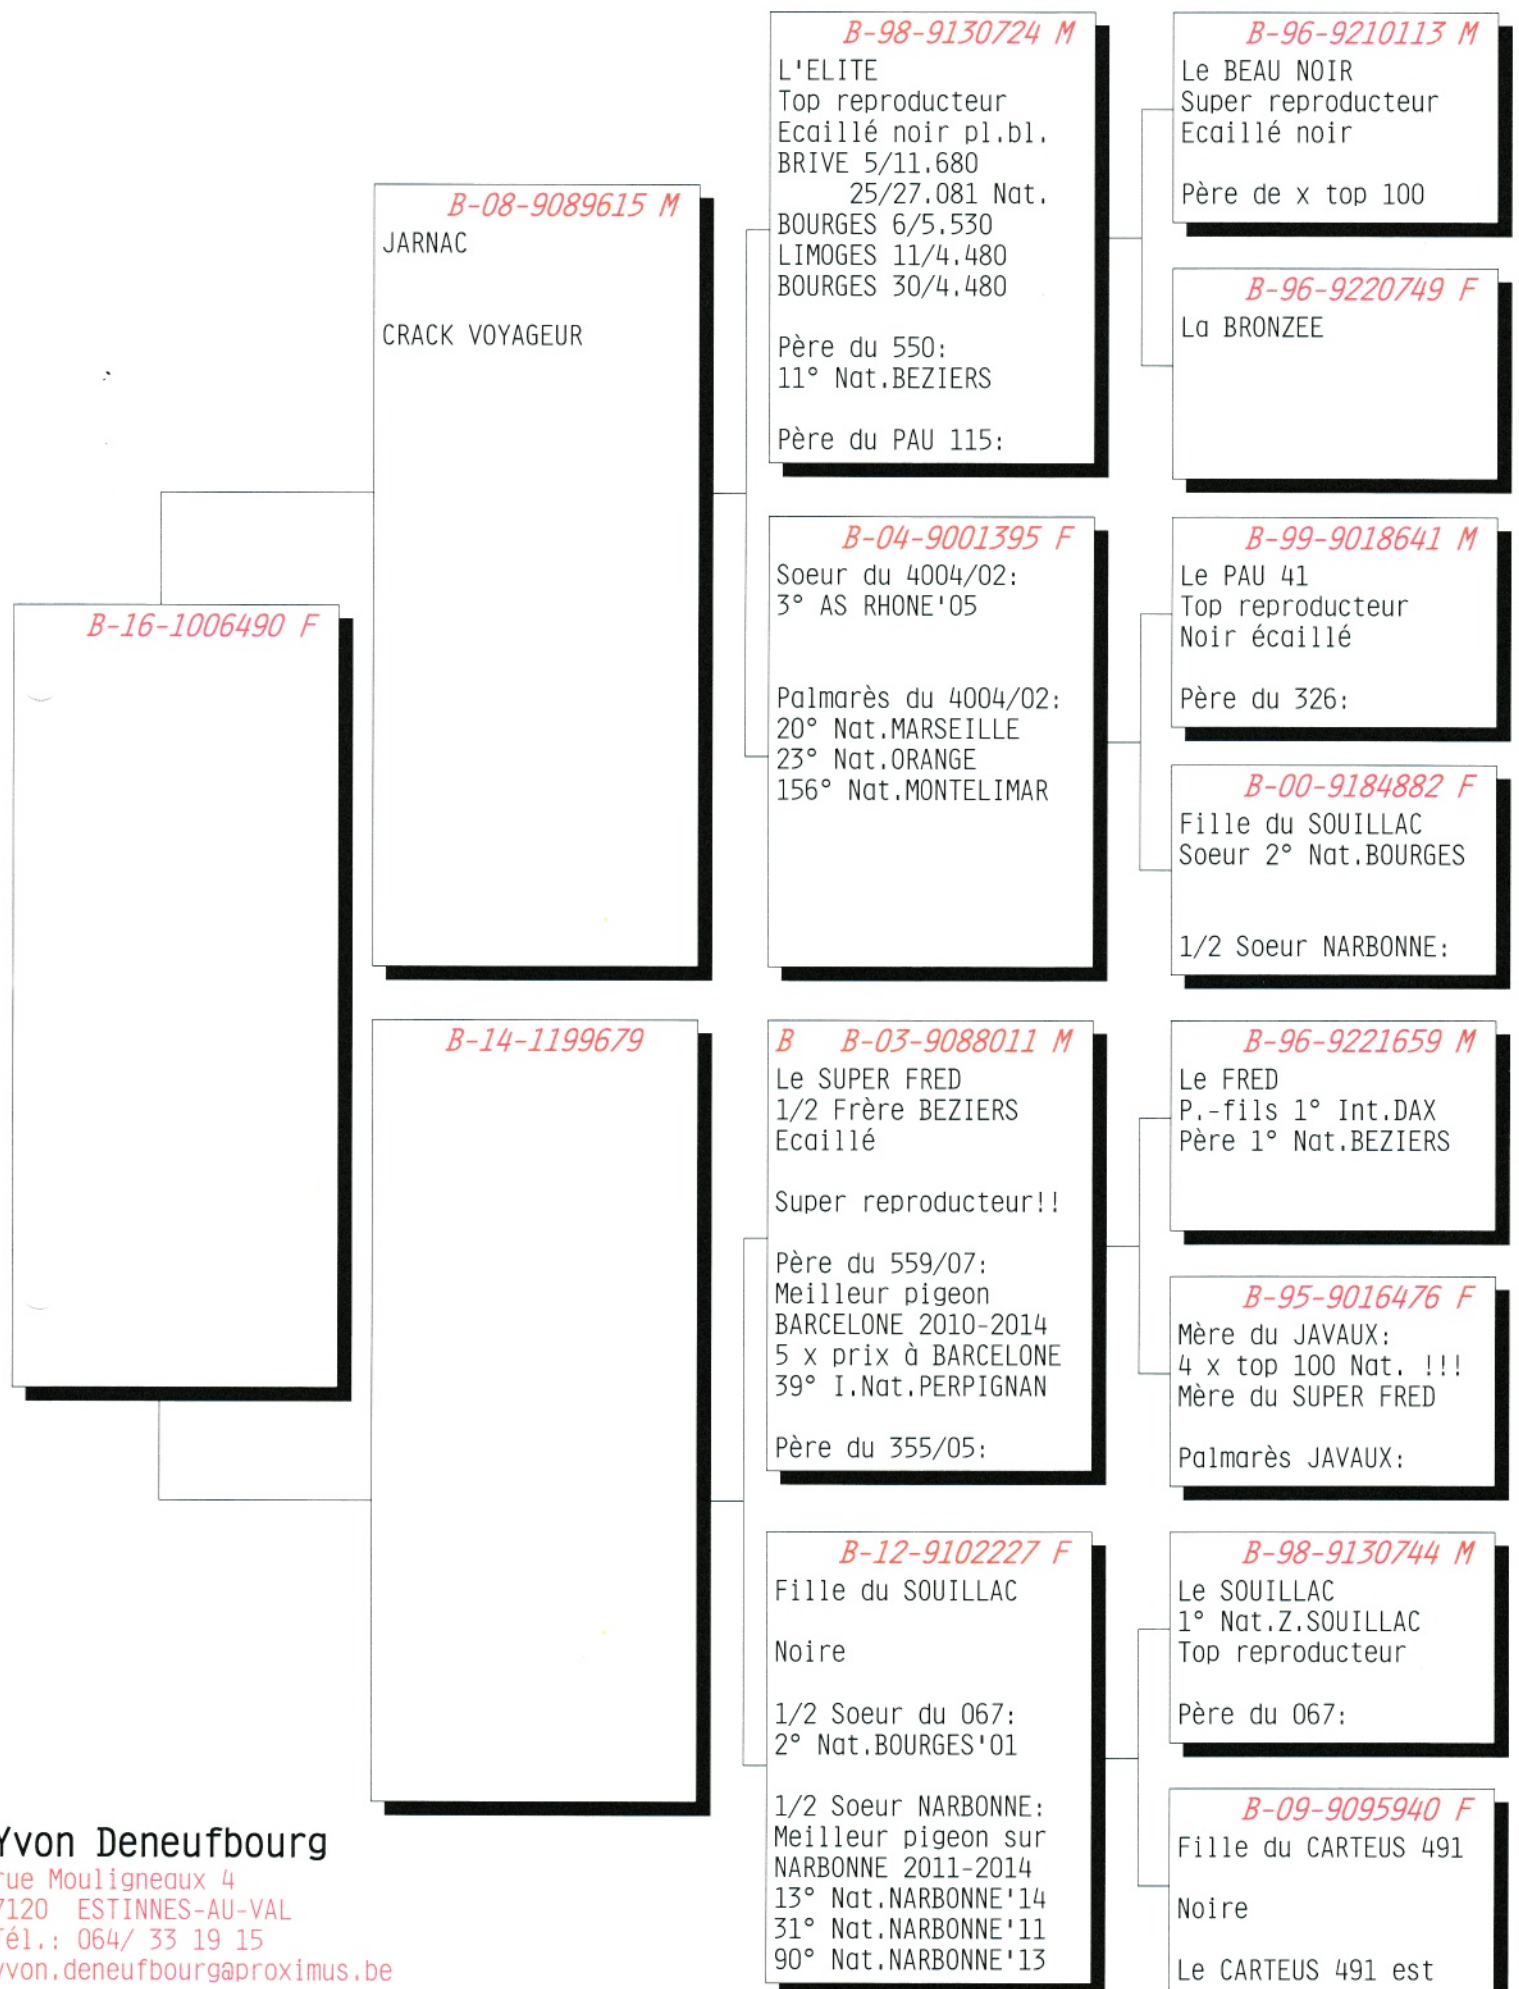 B-16-1006490 F
B-08-9089615 M
JARNAC
CRACK VOYAGEUR
B-14-1199679
B-98-9130724 M
L'ELITE
Top reproducteur
Ecaillé noir pl.bl.
BRIVE 5/11.680
25/27.081 Nat.
BOURGES 6/5.530
LIMOGES 11/4.480
BOURGES 30/4.480
Père du 550:
11° Nat.BEZIERS
Père du PAU 115:
B-04-9001395 F
Soeur du 4004/02:
3° AS RHONE'05
Palmarès du 4004/02:
20° Nat.MARSEILLE
23° Nat.ORANGE
156° Nat.MONTELIMAR
B B-03-9088011 M
Le SUPER FRED
1/2 Frère BEZIERS
Ecaillé
Super reproducteur!!
Père du 559/07:
Meilleur pigeon
BARCELONE 2010-2014
5 x prix à BARCELONE
39° I.Nat.PERPIGNAN
Père du 355/05:
B-12-9102227 F
Fille du SOUILLAC
Noire
1/2 Soeur du 067:
2° Nat.BOURGES'01
1/2 Soeur NARBONNE:
Meilleur pigeon sur
NARBONNE 2011-2014
13° Nat.NARBONNE'14
31° Nat.NARBONNE'11
90° Nat.NARBONNE'13
B-96-9210113 M
Le BEAU NOIR
Super reproducteur
Ecaillé noir
Père de x top 100
B-96-9220749 F
La BRONZEE
B-99-9018641 M
Le PAU 41
Top reproducteur
Noir écaillé
Père du 326:
B-00-9184882 F
Fille du SOUILLAC
Soeur 2° Nat.BOURGES
1/2 Soeur NARBONNE:
B-96-9221659 M
Le FRED
P.-fils 1° Int.DAX
Père 1° Nat.BEZIERS
B-95-9016476 F
Mère du JAVAUX:
4 x top 100 Nat. !!!
Mère du SUPER FRED
Palmarès JAVAUX:
B-98-9130744 M
Le SOUILLAC
1° Nat.Z.SOUILLAC
Top reproducteur
Père du 067:
B-09-9095940 F
Fille du CARTEUS 491
Noire
Le CARTEUS 491 est
Yvon Deneufbourg
rue Mouligneaux 4
7120 ESTINNES-AU-VAL
Tél.: 064/ 33 19 15
yvon.deneufbourg@proximus.be